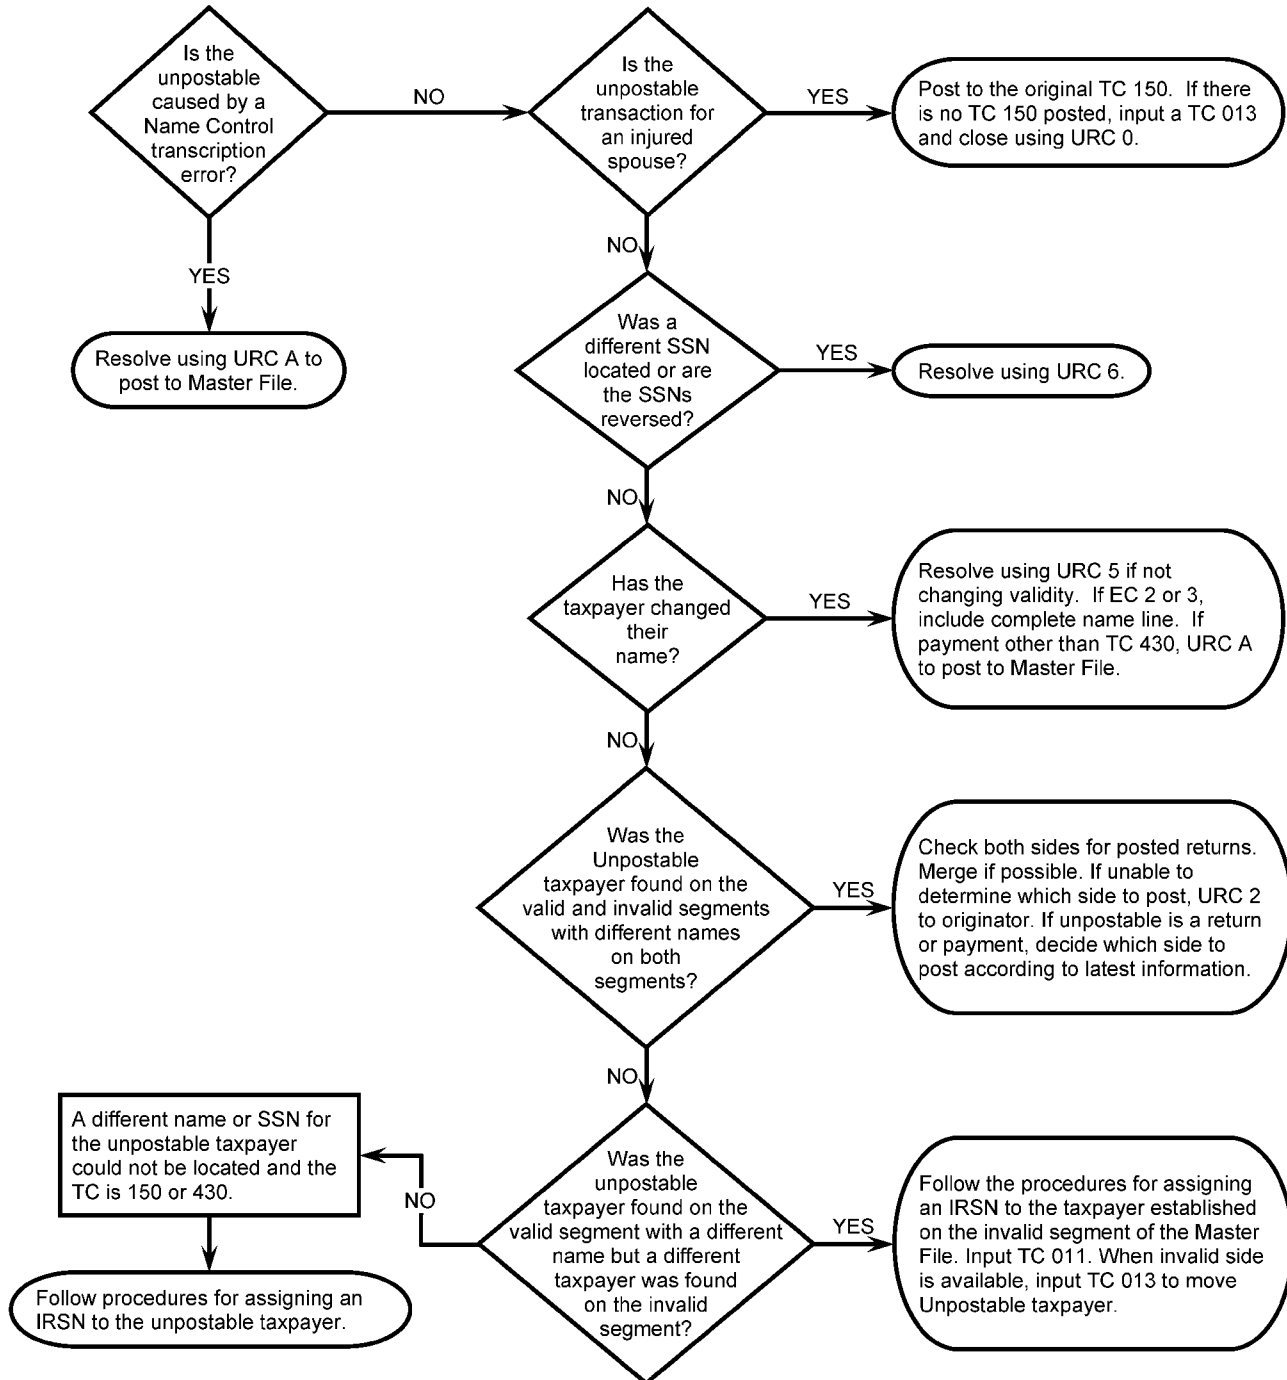 Is the
unpostable
caused by a
Name Control
transcription
error?
NO
Is the
unpostable
transaction for
an injured
spouse?
YES
Post to the original TC 150.  If there
is no TC 150 posted, input a TC 013
and close using URC 0.
YES
Resolve using URC A to
post to Master File.
NO
Was a
different SSN
located or are
the SSNs
reversed?
YES
Resolve using URC 6.
NO
Has the
taxpayer changed
their
name?
YES
Resolve using URC 5 if not
changing validity.  If EC 2 or 3,
include complete name line.  If
payment other than TC 430, URC A
to post to Master File.
NO
Was the
Unpostable
taxpayer found on the
valid and invalid segments
with different names
on both
segments?
YES
Check both sides for posted returns.
Merge if possible. If unable to
determine which side to post, URC 2
to originator. If unpostable is a return
or payment, decide which side to
post according to latest information.
NO
Was the
unpostable
taxpayer found on the
valid segment with a different
name but a different
taxpayer was found
on the invalid
segment?
YES
Follow the procedures for assigning
an IRSN to the taxpayer established
on the invalid segment of the Master
File. Input TC 011. When invalid side
is available, input TC 013 to move
Unpostable taxpayer.
NO
A different name or SSN for
the unpostable taxpayer
could not be located and the
TC is 150 or 430.
Follow procedures for assigning an
IRSN to the unpostable taxpayer.